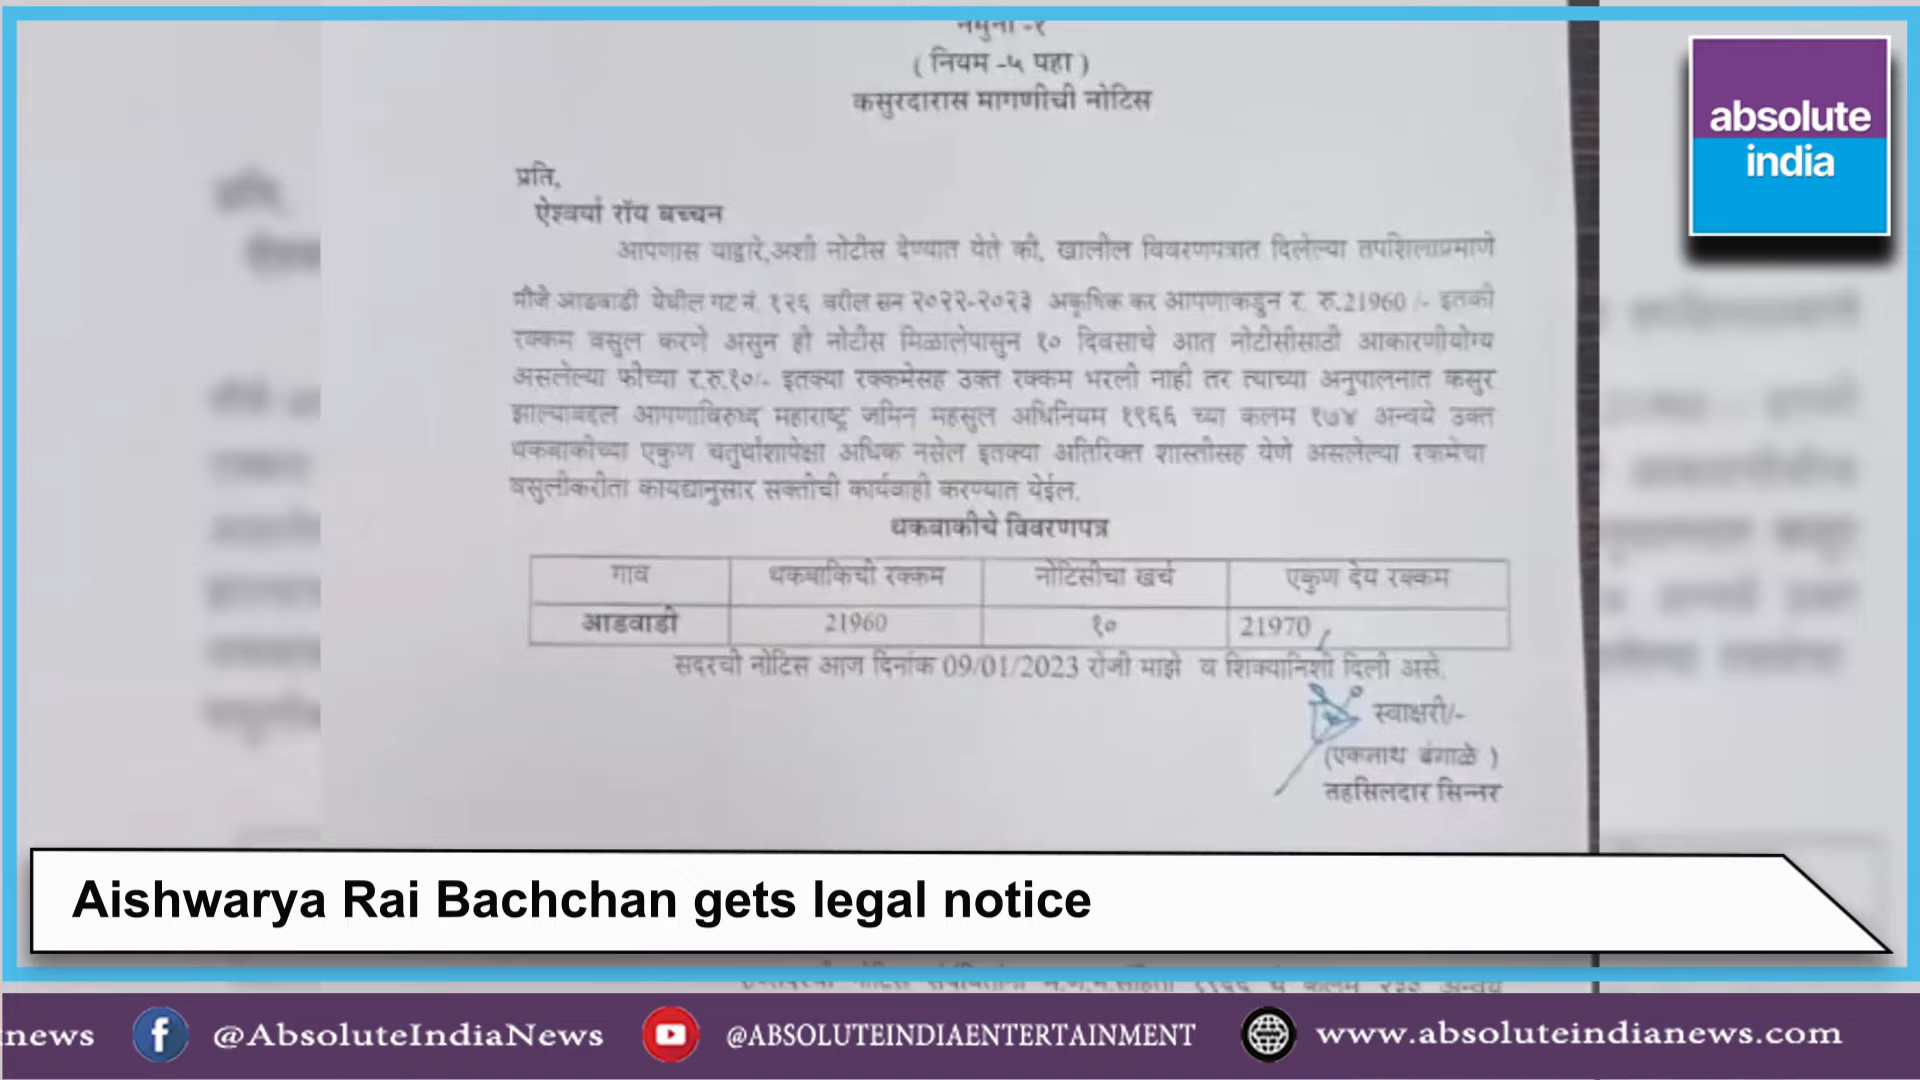 नमुना -१
( नियम -५ पहा )
कसुरदारास मागणीची नोटिस
प्रति,
ऐश्वर्या रॉय बच्चन
आपणास याद्वारे,अशी नोटीस देण्यात येते की, खालील विवरणपत्रात दिलेल्या तपशिलाप्रमाणे
मौजे आडवाडी येथील गट नं. १२६ वरील सन २०२२-२०२३ अकृषिक कर आपणाकडुन र. रु.21960 /- इतकी
रक्कम वसुल करणे असुन ही नोटीस मिळालेपासुन १० दिवसाचे आत नोटीसीसाठी आकारणीयोग्य
असलेल्या फीच्या र.रु.१०/- इतक्या रक्कमेसह उक्त रक्कम भरली नाही तर त्याच्या अनुपालनात कसुर
झाल्याबद्दल आपणाविरुध्द महाराष्ट्र जमिन महसुल अधिनियम १९६६ च्या कलम १७४ अन्वये उक्त
थकबाकीच्या एकुण चतुर्थांशापेक्षा अधिक नसेल इतक्या अतिरिक्त शास्तीसह येणे असलेल्या रकमेचा
वसुलीकरीता कायद्यानुसार सक्तीची कार्यवाही करण्यात येईल.
थकबाकीचे विवरणपत्र
गाव थकबाकिची रक्कम नोटिसीचा खर्च एकुण देय रक्कम
आडवाडी 21960 १० 21970
सदरची नोटिस आज दिनांक 09/01/2023 रोजी माझे व शिक्यानिशी दिली असे.
स्वाक्षरी/-
(एकनाथ बंगाळे )
तहसिलदार सिन्नर
absolute
india
Aishwarya Rai Bachchan gets legal notice
news @AbsoluteIndiaNews @ABSOLUTEINDIAENTERTAINMENT www.absoluteindianews.com